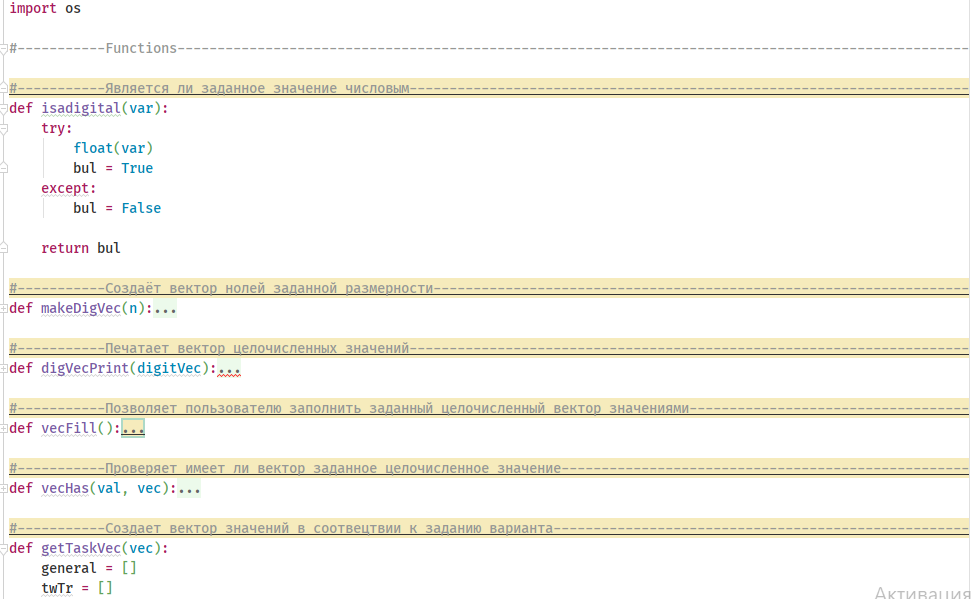 import os
#-----------Functions---------------------------------------------------------------------------------------------------
#-----------Является ли заданное значение числовым----------------------------------------------------------------------
def isadigital(var):
try:
float(var)
bul = True
except:
bul = False
return bul
#-----------Создаёт вектор нолей заданной размерности-------------------------------------------------------------------
def makeDigVec(n):...
#-----------Печатает вектор целочисленных значений----------------------------------------------------------------------
def digVecPrint(digitVec):...
#-----------Позволяет пользователю заполнить заданный целочисленный вектор значениями-----------------------------------
def vecFill():...
#-----------Проверяет имеет ли вектор заданное целочисленное значение---------------------------------------------------
def vecHas(val, vec):...
#-----------Создает вектор значений в соотвецтвии к заданию варианта----------------------------------------------------
def getTaskVec(vec):
general = []
twTr = []
Активация